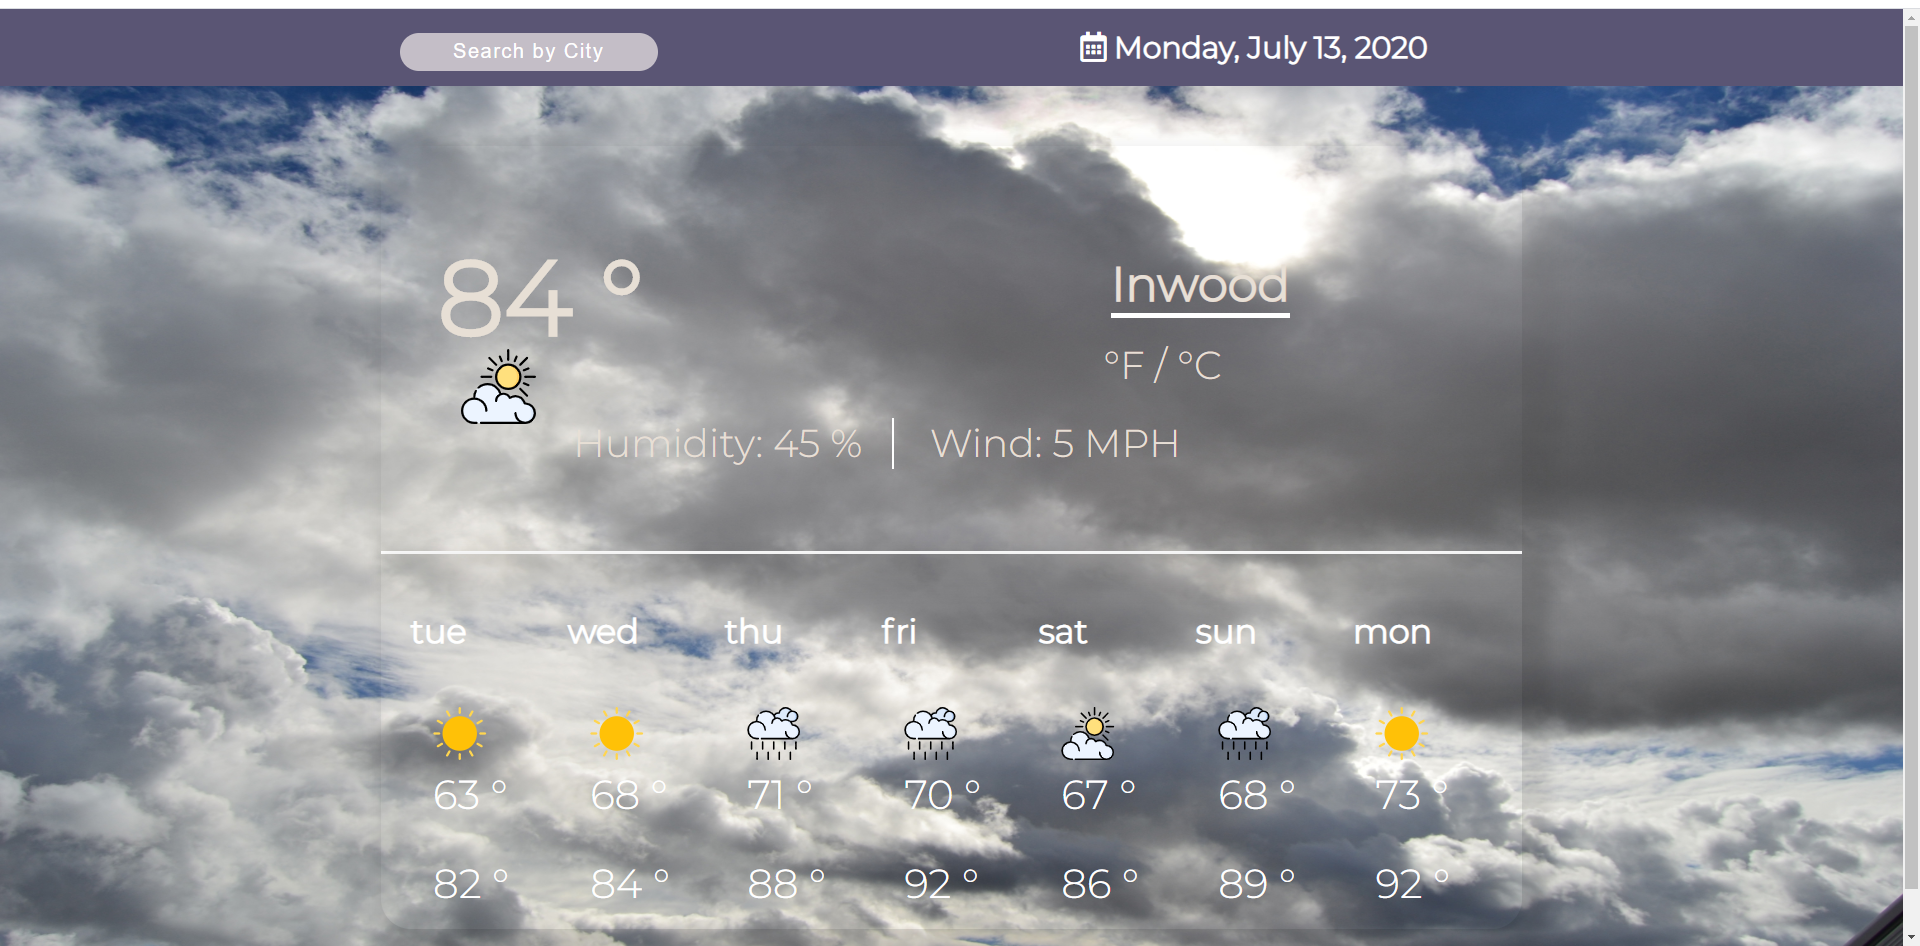 Search by City
Monday, July 13, 2020
84 °
Inwood
°F / °C
Humidity: 45 %
Wind: 5 MPH
tue wed thu fri sat sun mon
63 ° 68 ° 71 ° 70 ° 67 ° 68 ° 73 °
82 ° 84 ° 88 ° 92 ° 86 ° 89 ° 92 °